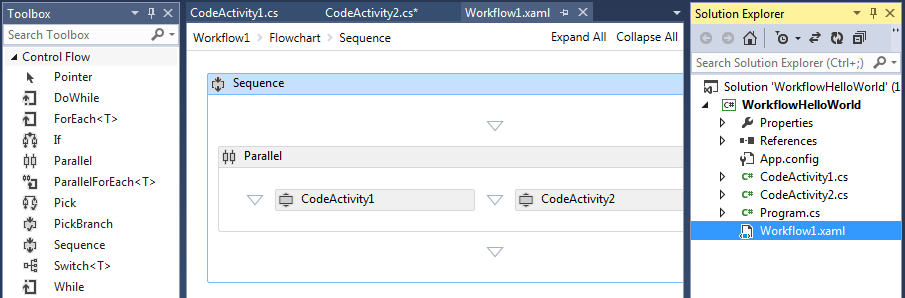 Toolbox
Search Toolbox
Control Flow
Pointer
DoWhile
ForEach<T>
If
Parallel
ParallelForEach<T>
Pick
PickBranch
Sequence
Switch<T>
While
CodeActivity1.cs CodeActivity2.cs* Workflow1.xaml
Workflow1 Flowchart Sequence Expand All Collapse All
Sequence
Parallel
CodeActivity1 CodeActivity2
Solution Explorer
Search Solution Explorer (Ctrl+;)
Solution 'WorkflowHelloWorld' (1
C# WorkflowHelloWorld
Properties
References
App.config
C# CodeActivity1.cs
C# CodeActivity2.cs
C# Program.cs
Workflow1.xaml